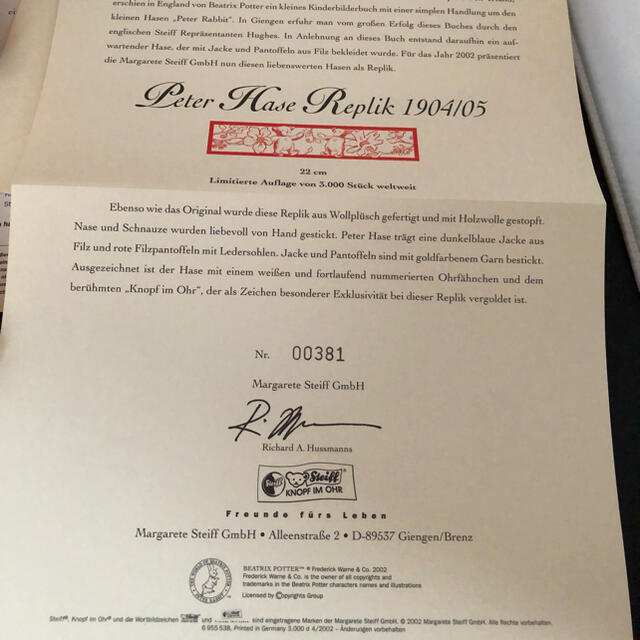 erschien in England von Beatrix Potter ein kleines Kinderbilderbuch mit einer simplen Handlung um den
kleinen Hasen „Peter Rabbit“. In Giengen erfuhr man vom großen Erfolg dieses Buches durch den
englischen Steiff Repräsentanten Hughes. In Anlehnung an dieses Buch entstand daraufhin ein auf-
wartender Hase, der mit Jacke und Pantoffeln aus Filz bekleidet wurde. Für das Jahr 2002 präsentiert
die Margarete Steiff GmbH nun diesen liebenswerten Hasen als Replik.
Peter Hase Replik 1904/05
22 cm
Limitierte Auflage von 3.000 Stück weltweit
Ebenso wie das Original wurde diese Replik aus Wollplüsch gefertigt und mit Holzwolle gestopft.
Nase und Schnauze wurden liebevoll von Hand gestickt. Peter Hase trägt eine dunkelblaue Jacke aus
Filz und rote Filzpantoffeln mit Ledersohlen. Jacke und Pantoffeln sind mit goldfarbenem Garn bestickt.
Ausgezeichnet ist der Hase mit einem weißen und fortlaufend nummerierten Ohrfähnchen und dem
berühmten „Knopf im Ohr“, der als Zeichen besonderer Exklusivität bei dieser Replik vergoldet ist.
Nr. 00381
Margarete Steiff GmbH
Richard A. Hussmanns
Steiff
KNOPF IM OHR
Freunde fürs Leben
Margarete Steiff GmbH • Alleenstraße 2 • D-89537 Giengen/Brenz
BEATRIX POTTER™ © Frederick Warne & Co. 2002
Frederick Warne & Co. is the owner of all copyrights and
trademarks in the Beatrix Potter characters names and illustrations
Licensed by Copyrights Group
Steiff®, Knopf im Ohr® und die Wortbildzeichen und sind eingetragene Marken der Margarete Steiff GmbH. © 2002 Margarete Steiff GmbH. Alle Rechte vorbehalten.
6 955 538, Printed in Germany 3.000 d 4/2002 – Änderungen vorbehalten